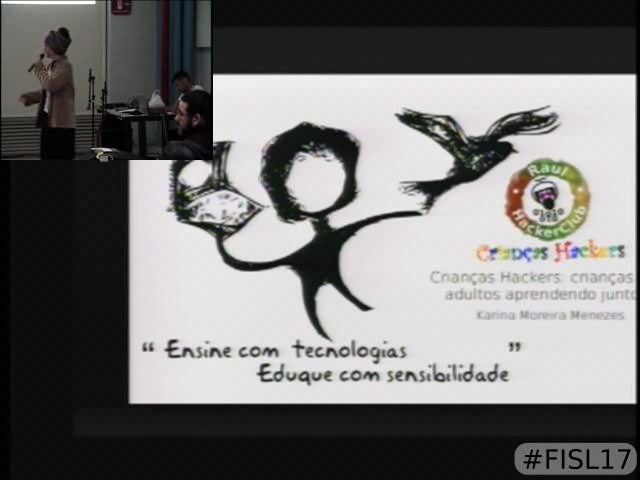 Raul
HackerClub
Crianças Hackers
Crianças Hackers: crianças
adultos aprendendo junto
Karina Moreira Menezes
“ Ensine com tecnologias ”
Eduque com sensibilidade
#FISL17